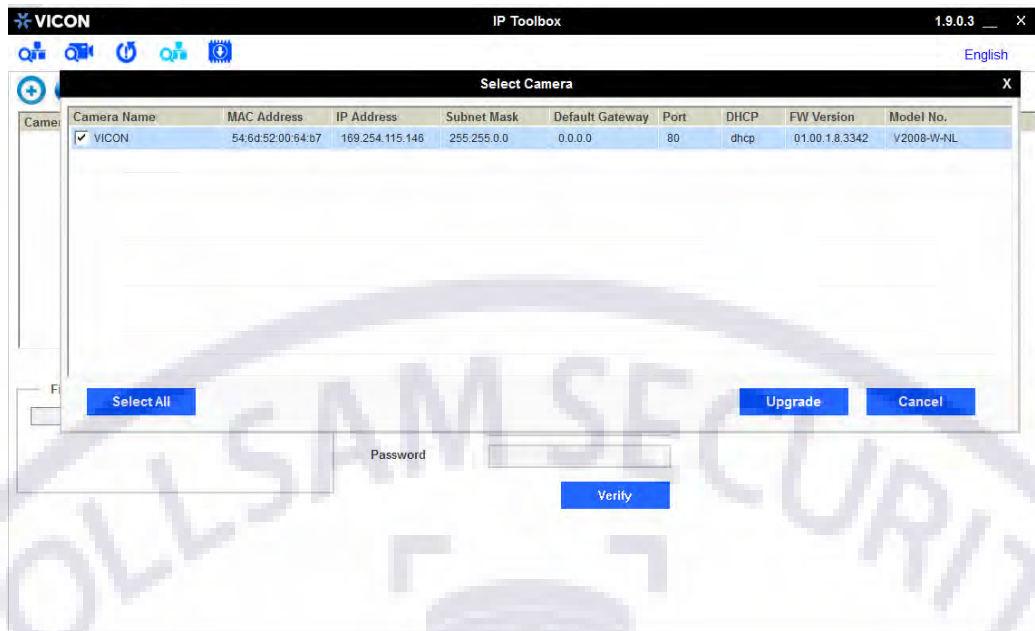 VICON IP Toolbox 1.9.0.3
English
Select Camera X
Camera Name MAC Address IP Address Subnet Mask Default Gateway Port DHCP FW Version Model No.
VICON 54:6d:52:00:64:b7 169.254.115.146 255.255.0.0 0.0.0.0 80 dhcp 01.00.1.8.3342 V2008-W-NL
Select All Upgrade Cancel
Password
Verify
OLLSAM SECURIT